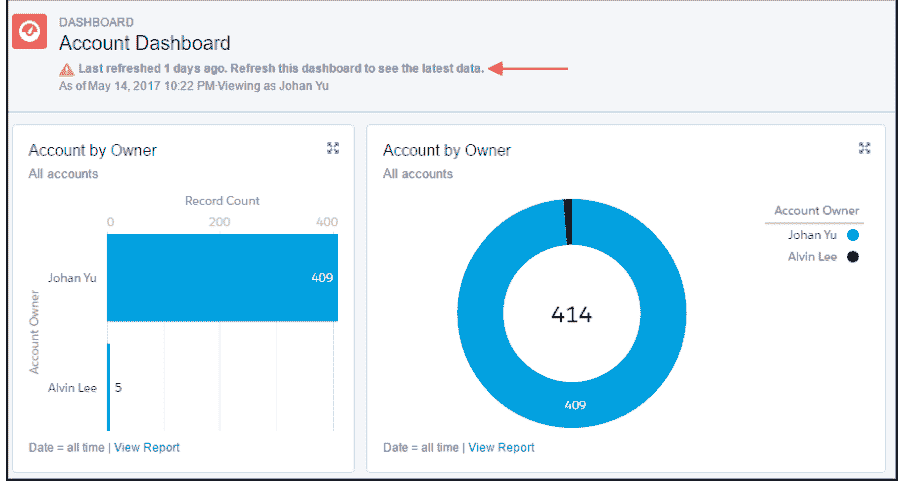 DASHBOARD
Account Dashboard
Last refreshed 1 days ago. Refresh this dashboard to see the latest data.
As of May 14, 2017 10:22 PM·Viewing as Johan Yu
Account by Owner
All accounts
Record Count
0 200 400
Account Owner
Johan Yu 409
Alvin Lee 5
Date = all time | View Report
Account by Owner
All accounts
Account Owner
Johan Yu
Alvin Lee
414
409
Date = all time | View Report